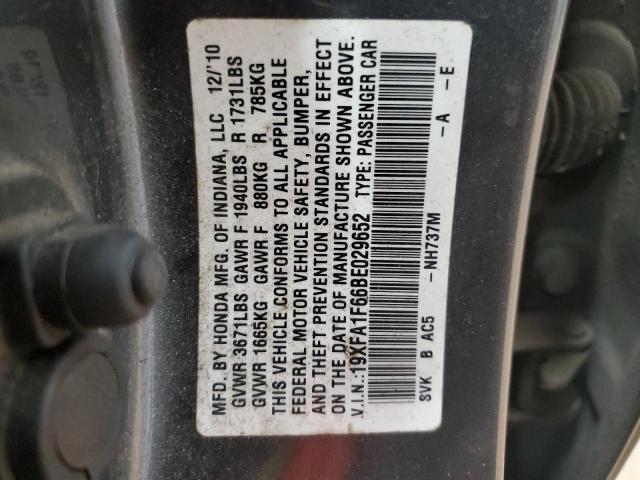 MFD. BY HONDA MFG. OF INDIANA, LLC 12/10
GVWR 3671LBS GAWR F 1940LBS R 1731LBS
GVWR 1665KG GAWR F 880KG R 785KG
THIS VEHICLE CONFORMS TO ALL APPLICABLE
FEDERAL MOTOR VEHICLE SAFETY, BUMPER,
AND THEFT PREVENTION STANDARDS IN EFFECT
ON THE DATE OF MANUFACTURE SHOWN ABOVE.
V.I.N.:19XFA1F66BE029652 TYPE: PASSENGER CAR
SVK B AC5 -NH737M -A -E